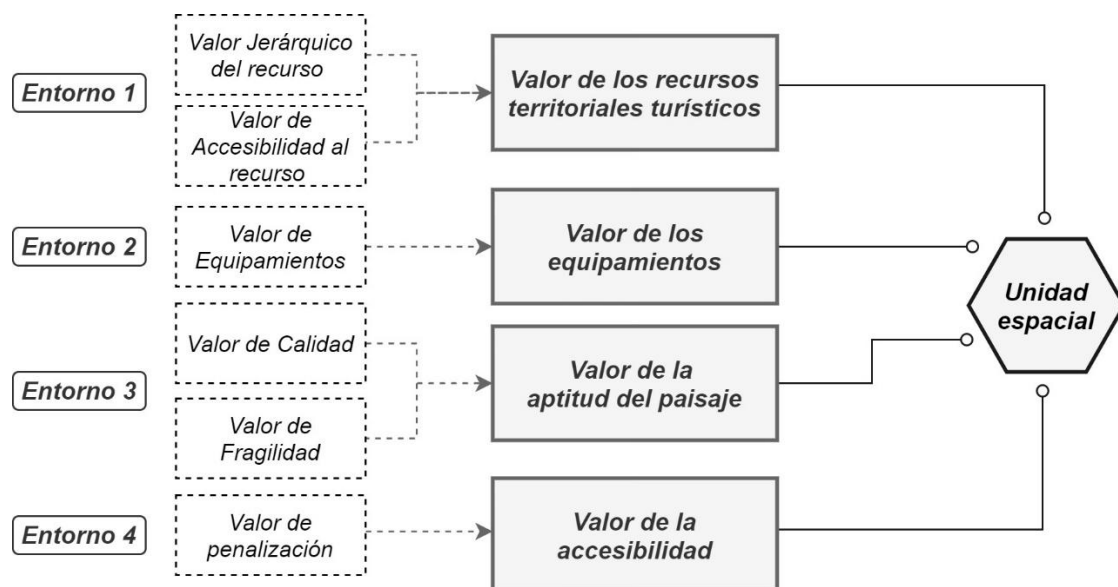 Entorno 1
Valor Jerárquico
del recurso
Valor de
Accesibilidad al
recurso
Valor de los recursos
territoriales turísticos
Entorno 2
Valor de
Equipamientos
Valor de los
equipamientos
Unidad
espacial
Entorno 3
Valor de Calidad
Valor de
Fragilidad
Valor de la
aptitud del paisaje
Entorno 4
Valor de
penalización
Valor de la
accesibilidad